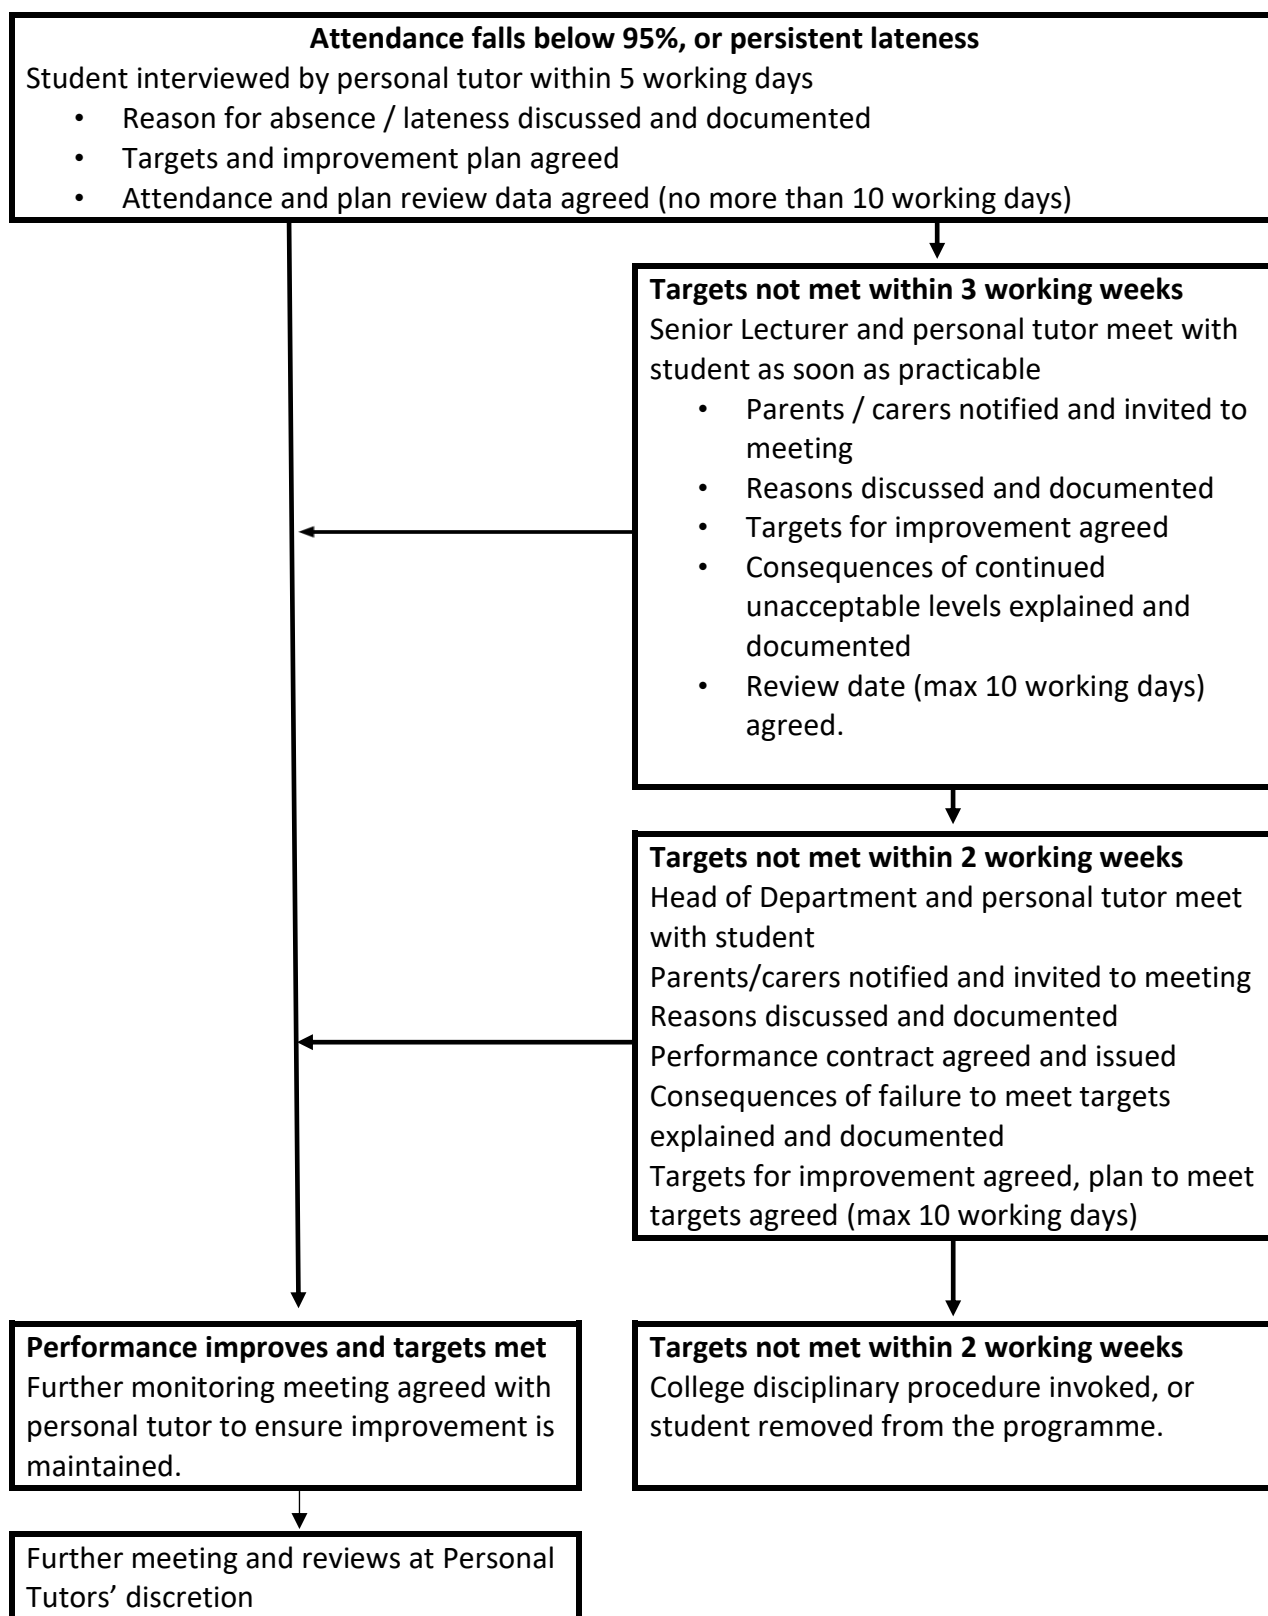 Attendance falls below 95%, or persistent lateness
Student interviewed by personal tutor within 5 working days
• Reason for absence / lateness discussed and documented
• Targets and improvement plan agreed
• Attendance and plan review data agreed (no more than 10 working days)
Targets not met within 3 working weeks
Senior Lecturer and personal tutor meet with
student as soon as practicable
• Parents / carers notified and invited to
meeting
• Reasons discussed and documented
• Targets for improvement agreed
• Consequences of continued
unacceptable levels explained and
documented
• Review date (max 10 working days)
agreed.
Targets not met within 2 working weeks
Head of Department and personal tutor meet
with student
Parents/carers notified and invited to meeting
Reasons discussed and documented
Performance contract agreed and issued
Consequences of failure to meet targets
explained and documented
Targets for improvement agreed, plan to meet
targets agreed (max 10 working days)
Performance improves and targets met
Further monitoring meeting agreed with
personal tutor to ensure improvement is
maintained.
Targets not met within 2 working weeks
College disciplinary procedure invoked, or
student removed from the programme.
Further meeting and reviews at Personal
Tutors’ discretion